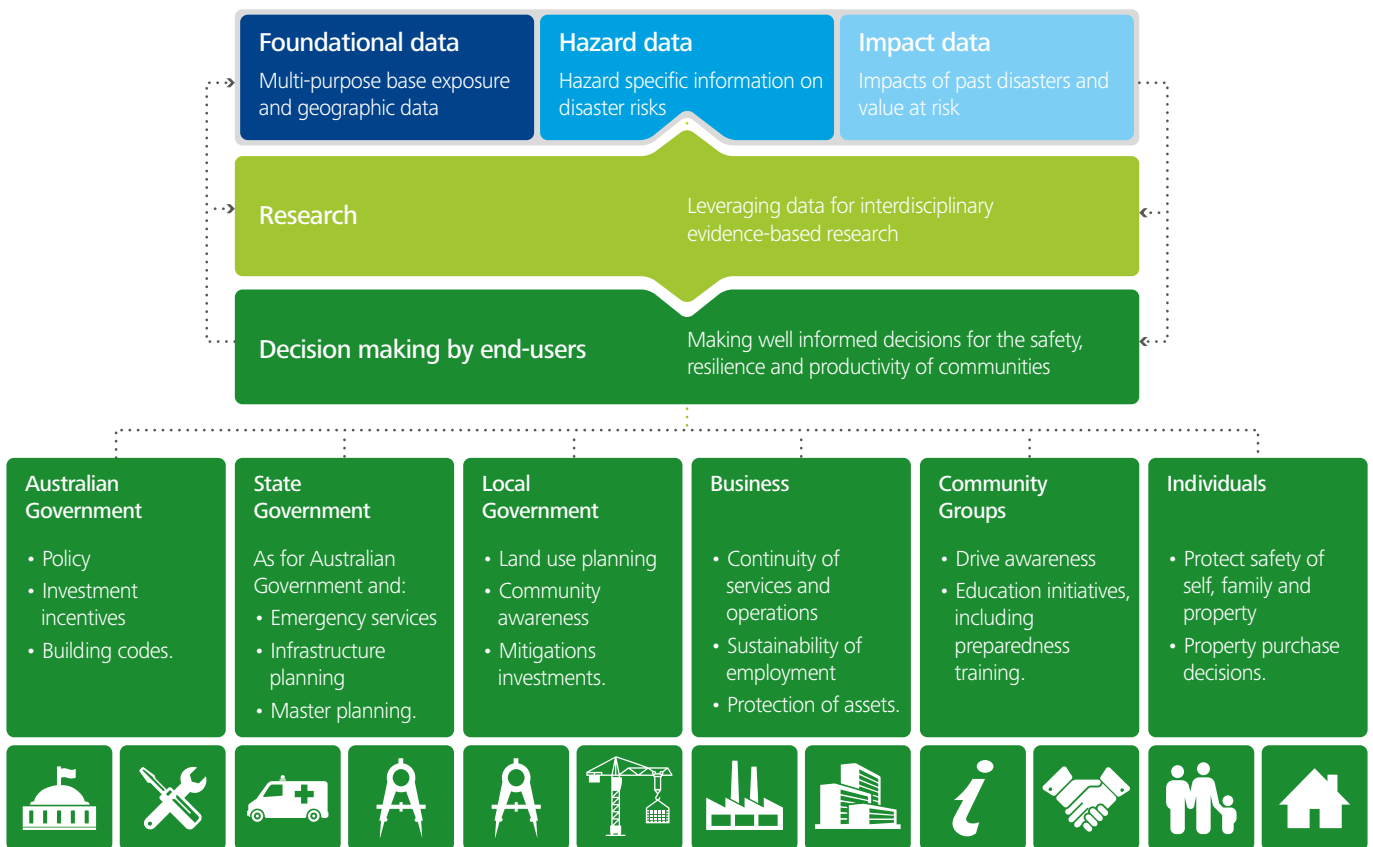 Foundational data
Multi-purpose base exposure
and geographic data
Hazard data
Hazard specific information on
disaster risks
Impact data
Impacts of past disasters and
value at risk
Research
Leveraging data for interdisciplinary
evidence-based research
Decision making by end-users
Making well informed decisions for the safety,
resilience and productivity of communities
Australian
Government
• Policy
• Investment
incentives
• Building codes.
State
Government
As for Australian
Government and:
• Emergency services
• Infrastructure
planning
• Master planning.
Local
Government
• Land use planning
• Community
awareness
• Mitigations
investments.
Business
• Continuity of
services and
operations
• Sustainability of
employment
• Protection of assets.
Community
Groups
• Drive awareness
• Education initiatives,
including
preparedness
training.
Individuals
• Protect safety of
self, family and
property
• Property purchase
decisions.
i